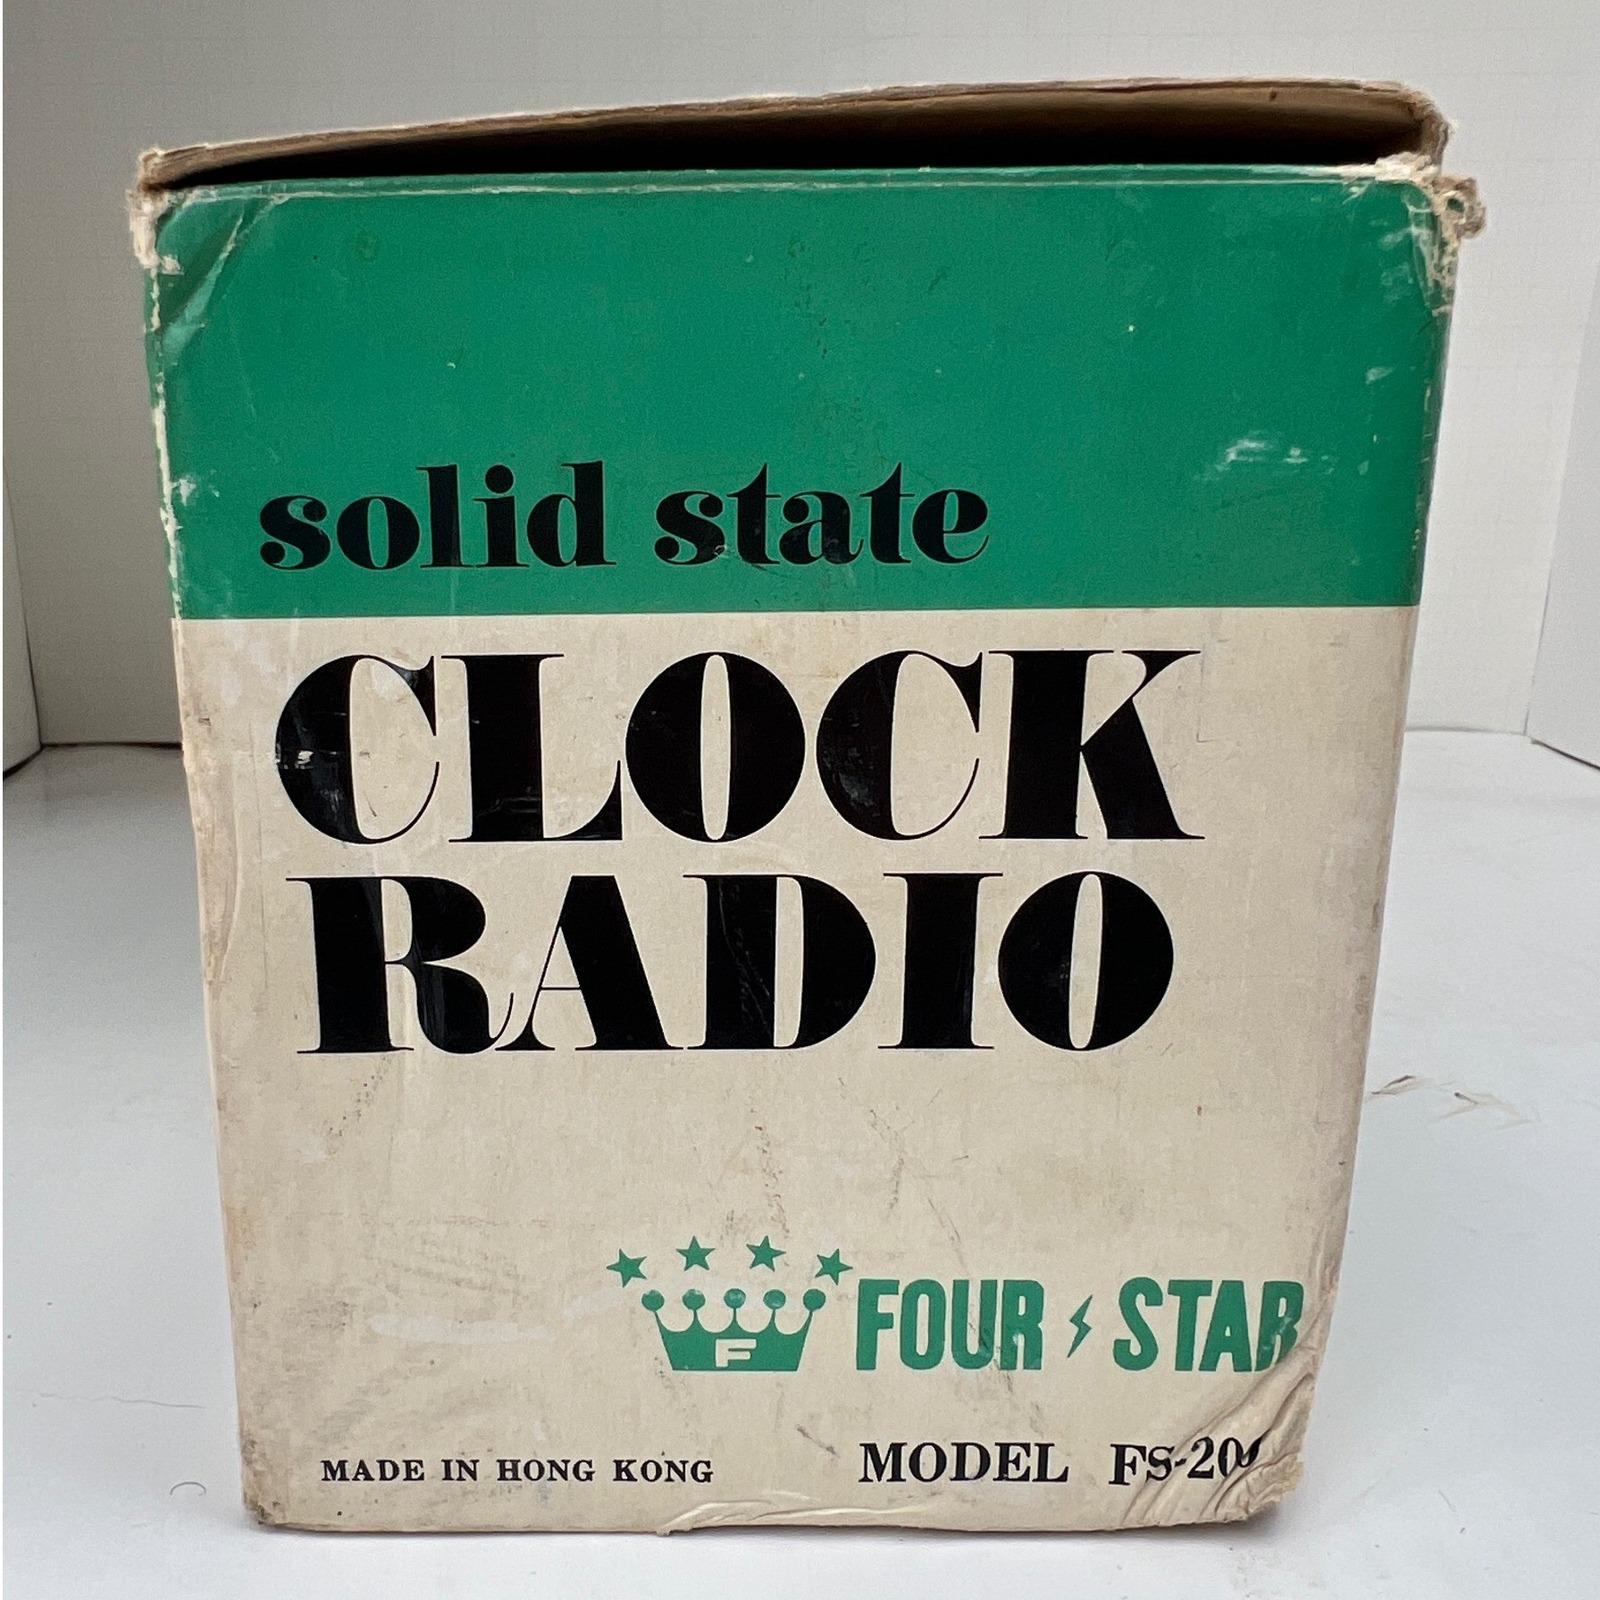 solid state
CLOCK
RADIO
F
FOUR STAR
MADE IN HONG KONG MODEL